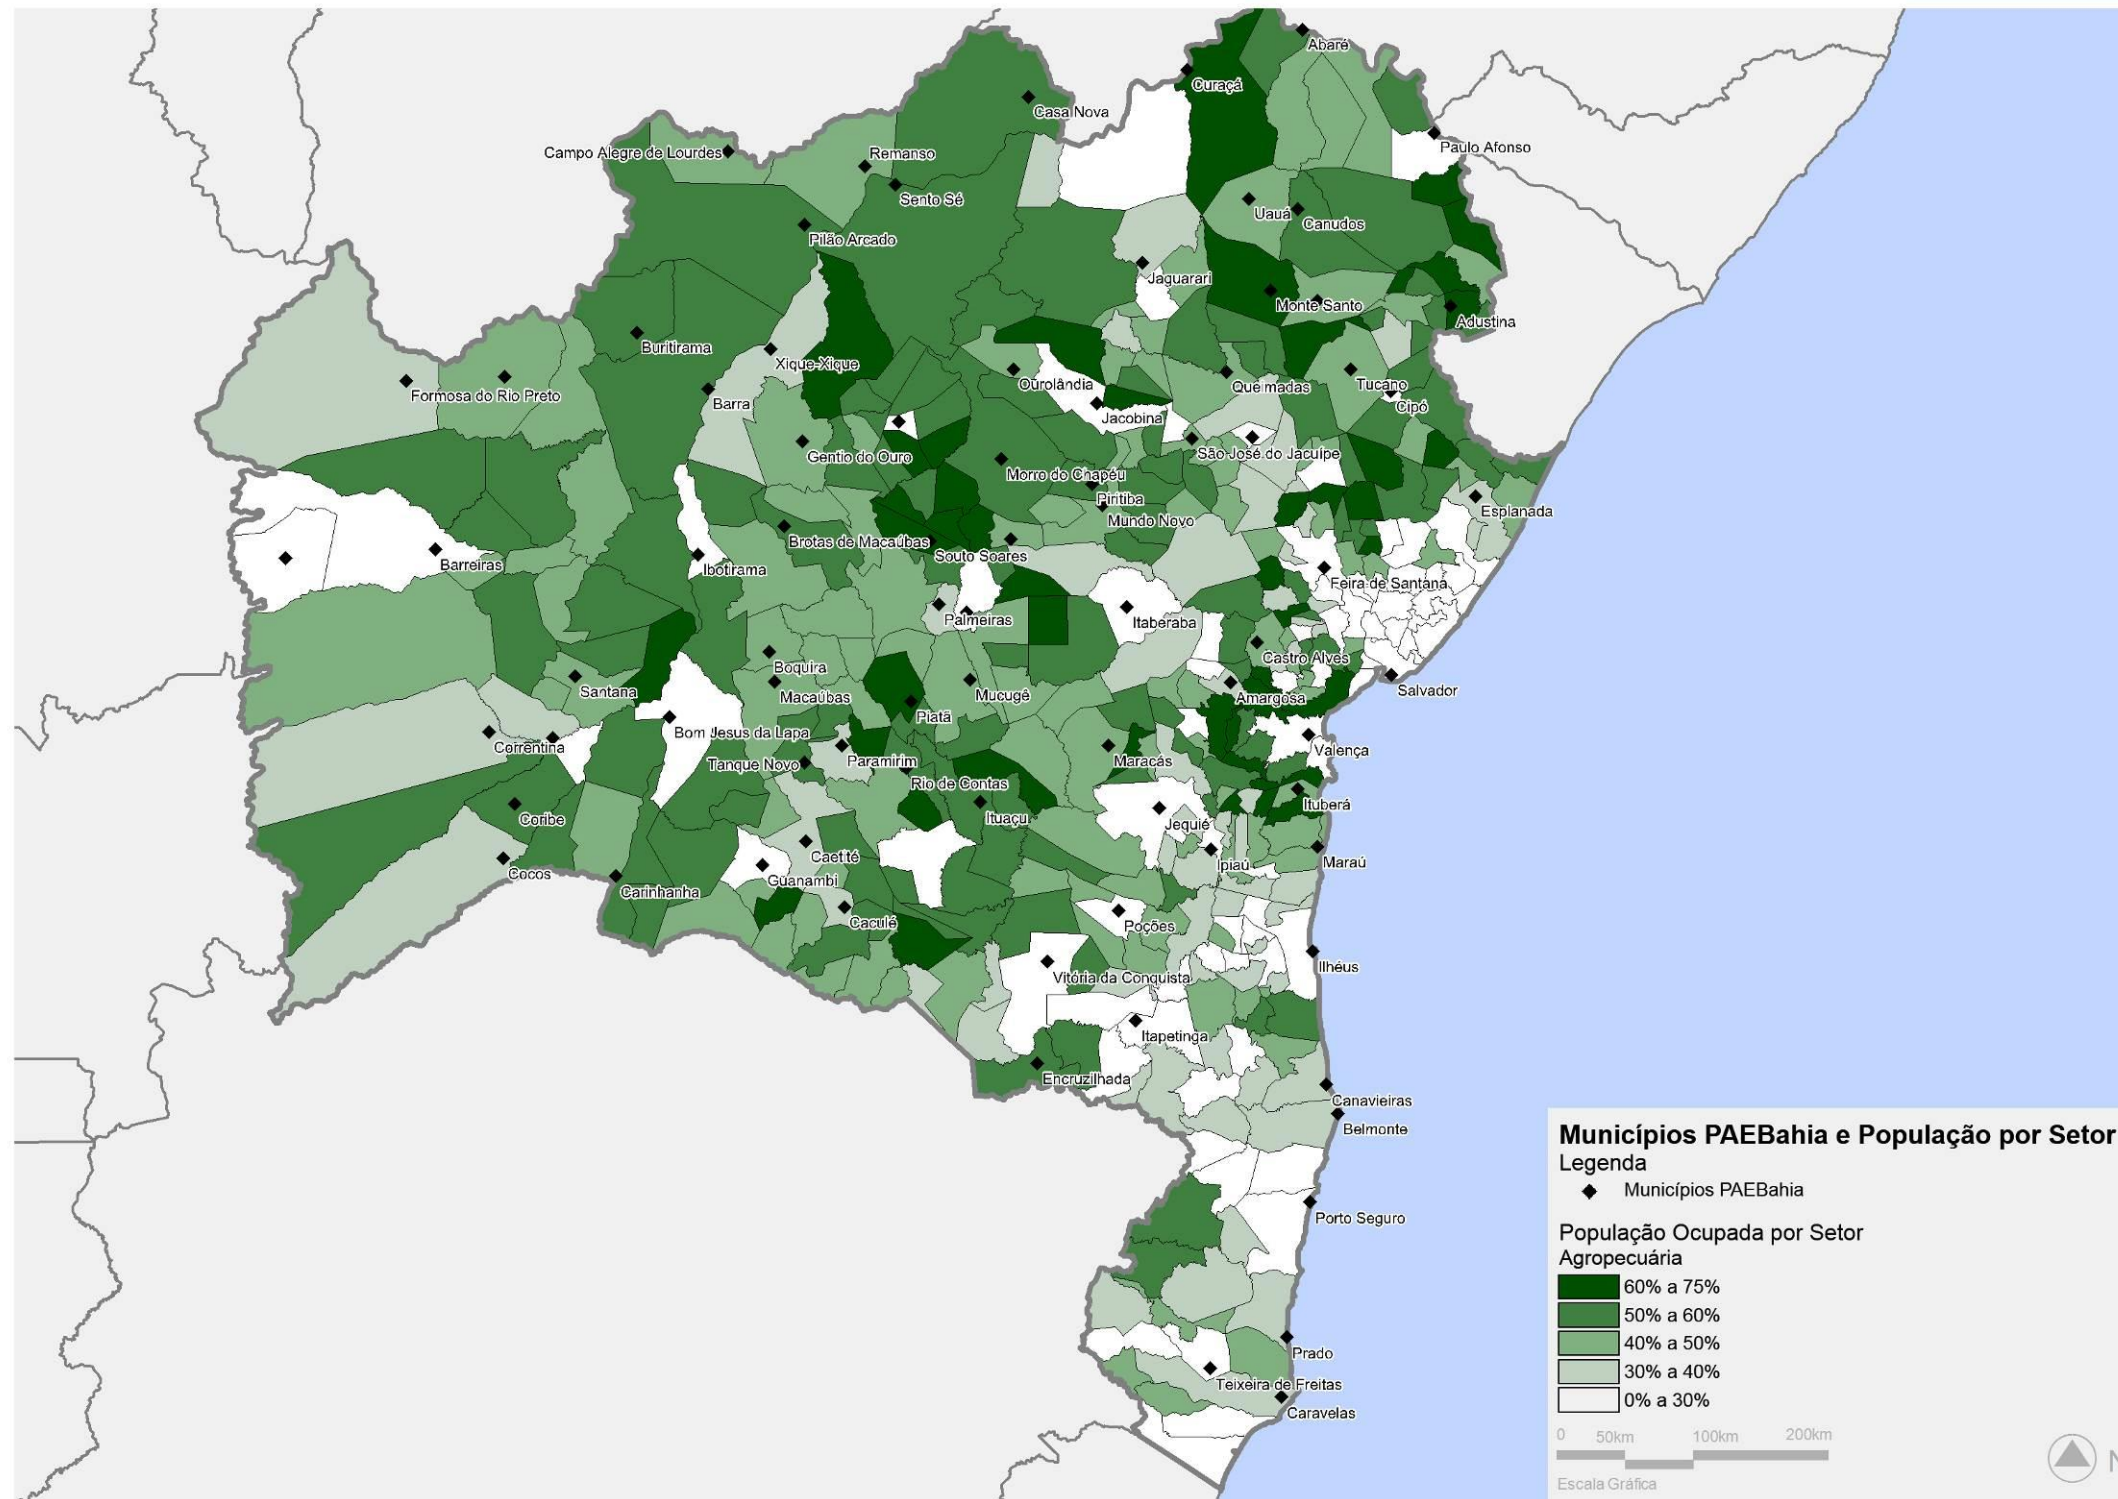 Abaré
Curaçá
Casa Nova
Paulo Afonso
Campo Alegre de Lourdes
Remanso
Sento Sé
Uauá
Canudos
Pilão Arcado
Jaguarari
Monte Santo
Adustina
Buritirama
Xique-Xique
Ourolândia
Queimadas
Tucano
Formosa do Rio Preto
Barra
Cipó
Jacobina
Gentio do Ouro
São José do Jacuípe
Morro do Chapéu
Piritiba
Esplanada
Mundo Novo
Brotas de Macaúbas
Souto Soares
Barreiras
Ibotirama
Feira de Santana
Palmeiras
Itaberaba
Castro Alves
Boquira
Santana
Macaúbas
Mucugê
Amargosa
Salvador
Piatã
Bom Jesus da Lapa
Correntina
Valença
Tanque Novo
Paramirim
Maracás
Rio de Contas
Ituberá
Coribe
Ituaçu
Jequié
Caetité
Ipiaú
Maraú
Cocos
Guanambi
Carinhanha
Caculé
Poções
Ilhéus
Vitória da Conquista
Itapetinga
Encruzilhada
Canavieiras
Belmonte
Porto Seguro
Prado
Teixeira de Freitas
Caravelas
Municípios PAEBahia e População por Setor
Legenda
Municípios PAEBahia
População Ocupada por Setor
Agropecuária
60% a 75%
50% a 60%
40% a 50%
30% a 40%
0% a 30%
0 50km 100km 200km
Escala Gráfica
N